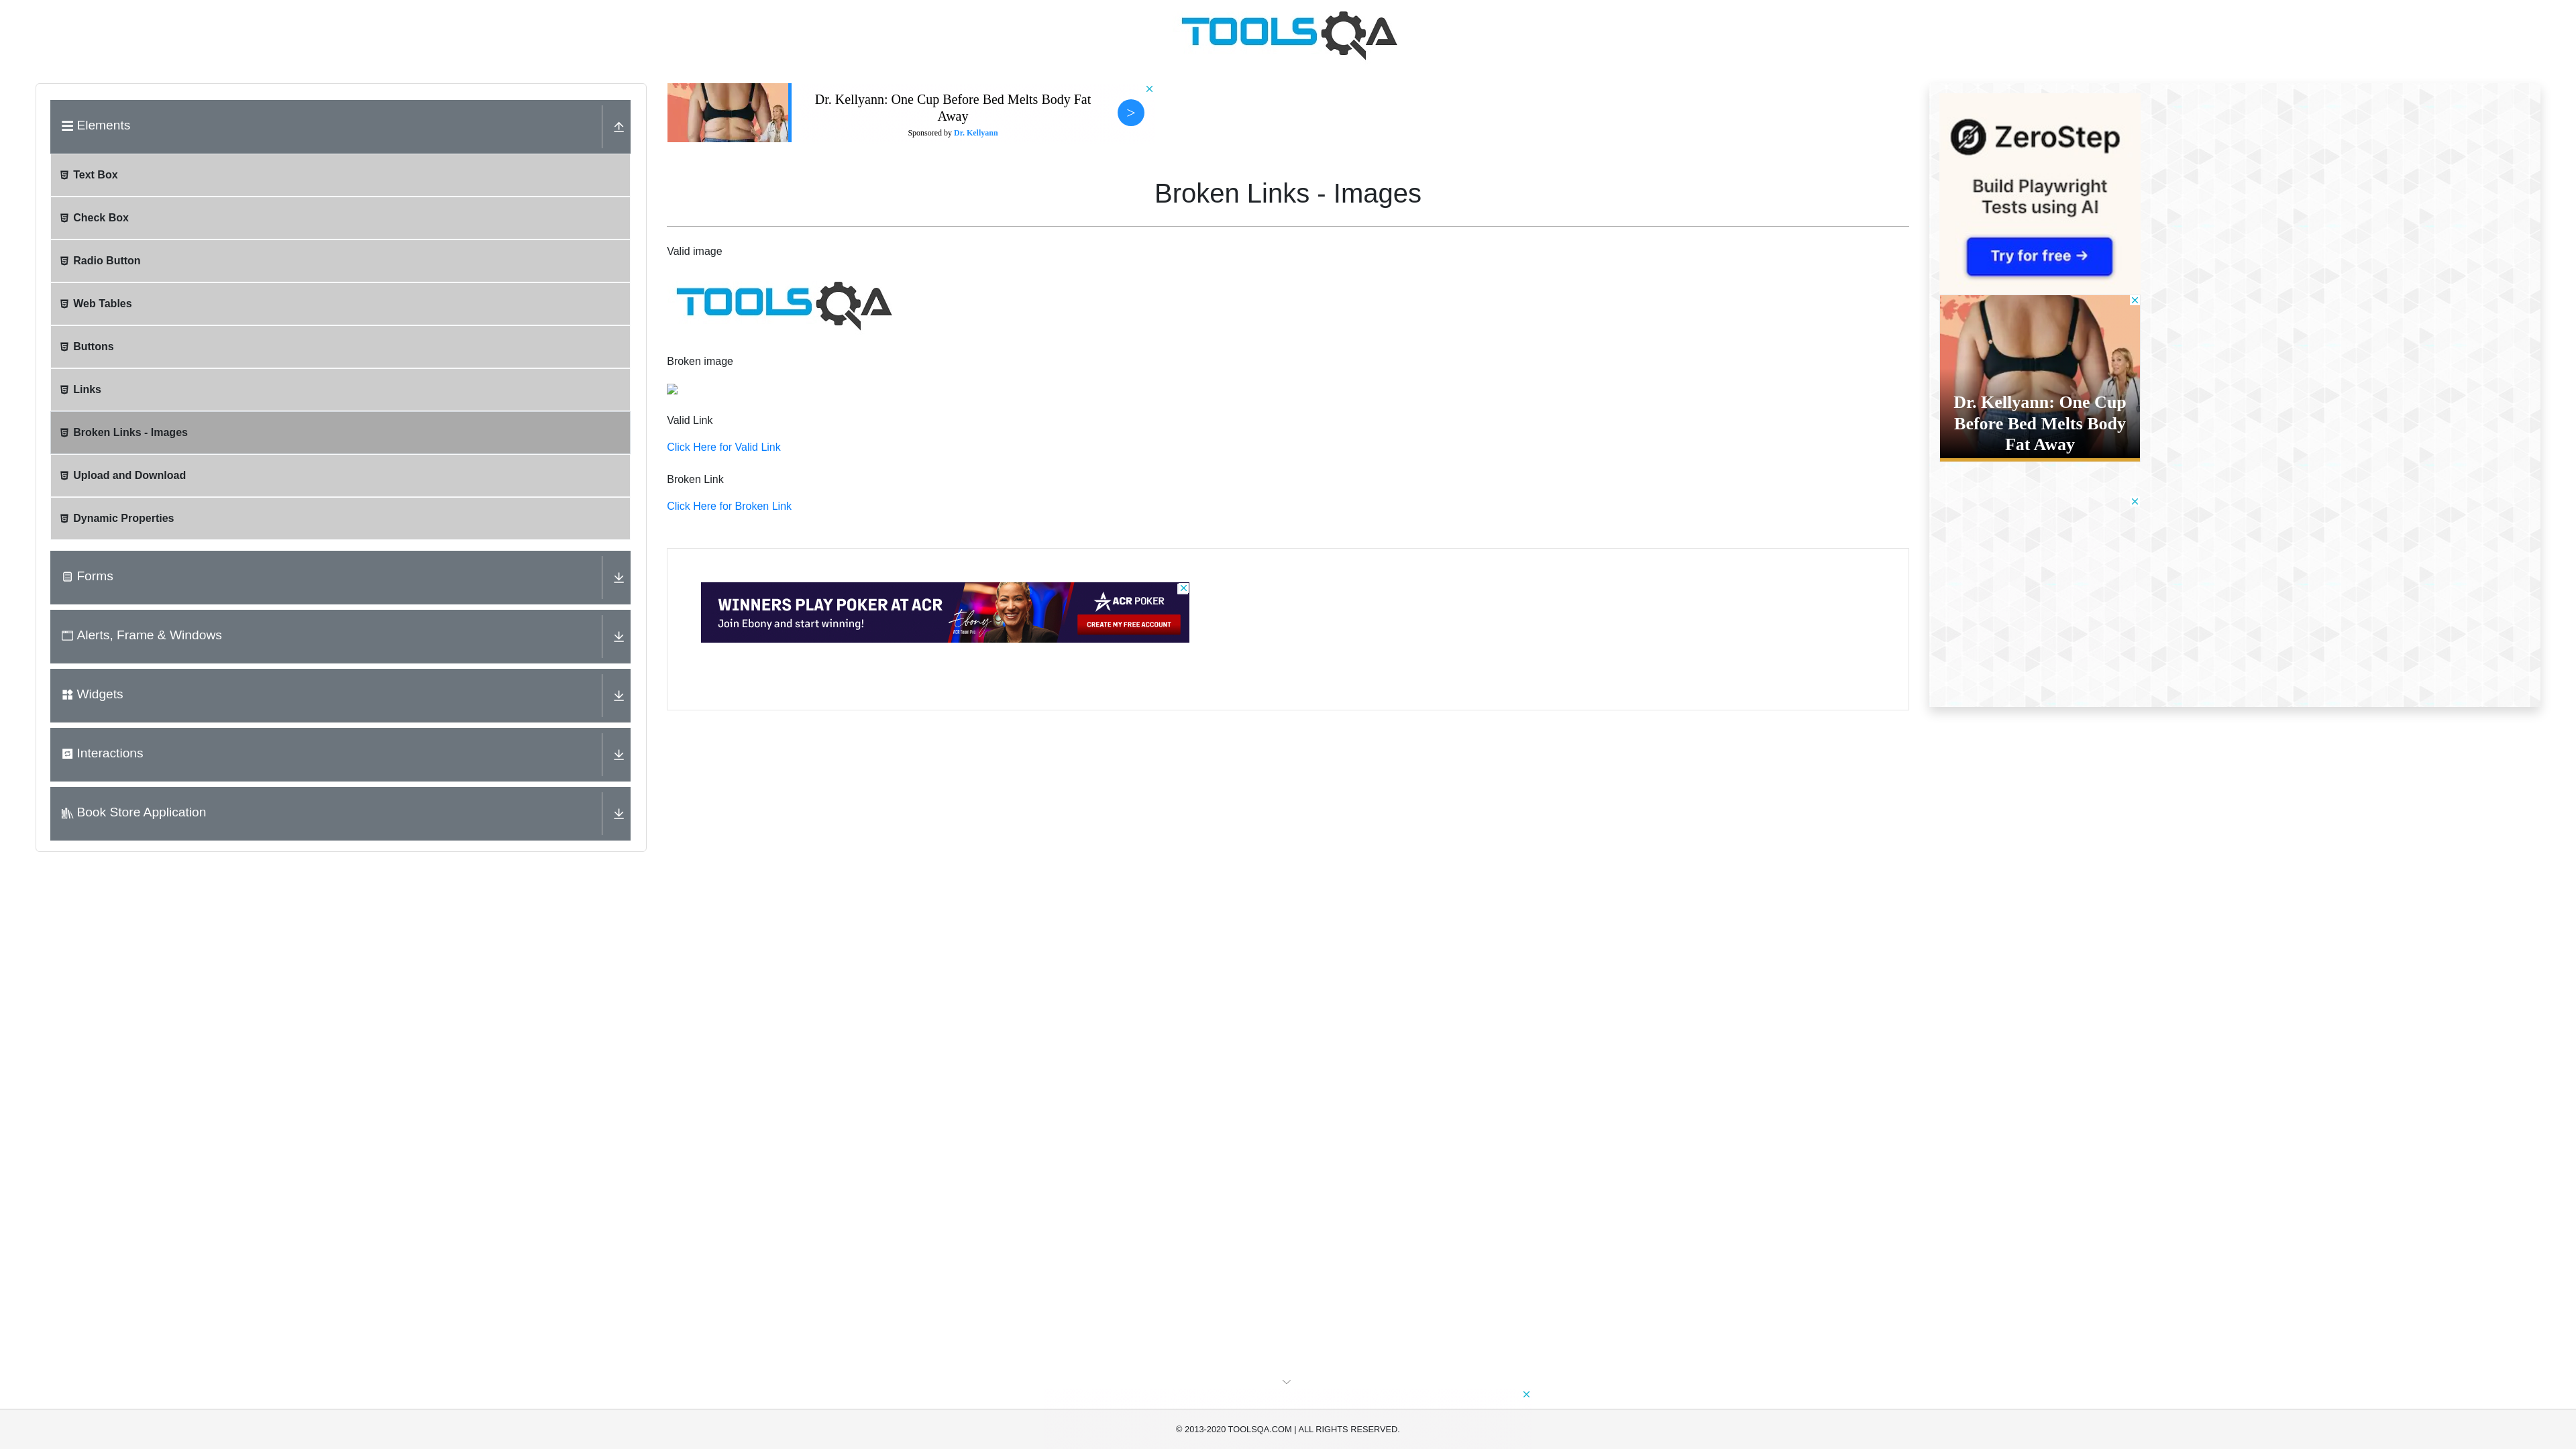 TOOLSQA
Elements
Text Box
Check Box
Radio Button
Web Tables
Buttons
Links
Broken Links - Images
Upload and Download
Dynamic Properties
Forms
Alerts, Frame & Windows
Widgets
Interactions
Book Store Application
Dr. Kellyann: One Cup Before Bed Melts Body Fat
Away
Sponsored by Dr. Kellyann
>
Broken Links - Images
Valid image
TOOLSQA
Broken image
Valid Link
Click Here for Valid Link
Broken Link
Click Here for Broken Link
WINNERS PLAY POKER AT ACR
Join Ebony and start winning!
Ebony
ACR Team Pro
ACR POKER
CREATE MY FREE ACCOUNT
ZeroStep
Build Playwright
Tests using AI
Try for free →
Dr. Kellyann: One Cup
Before Bed Melts Body
Fat Away
© 2013-2020 TOOLSQA.COM | ALL RIGHTS RESERVED.